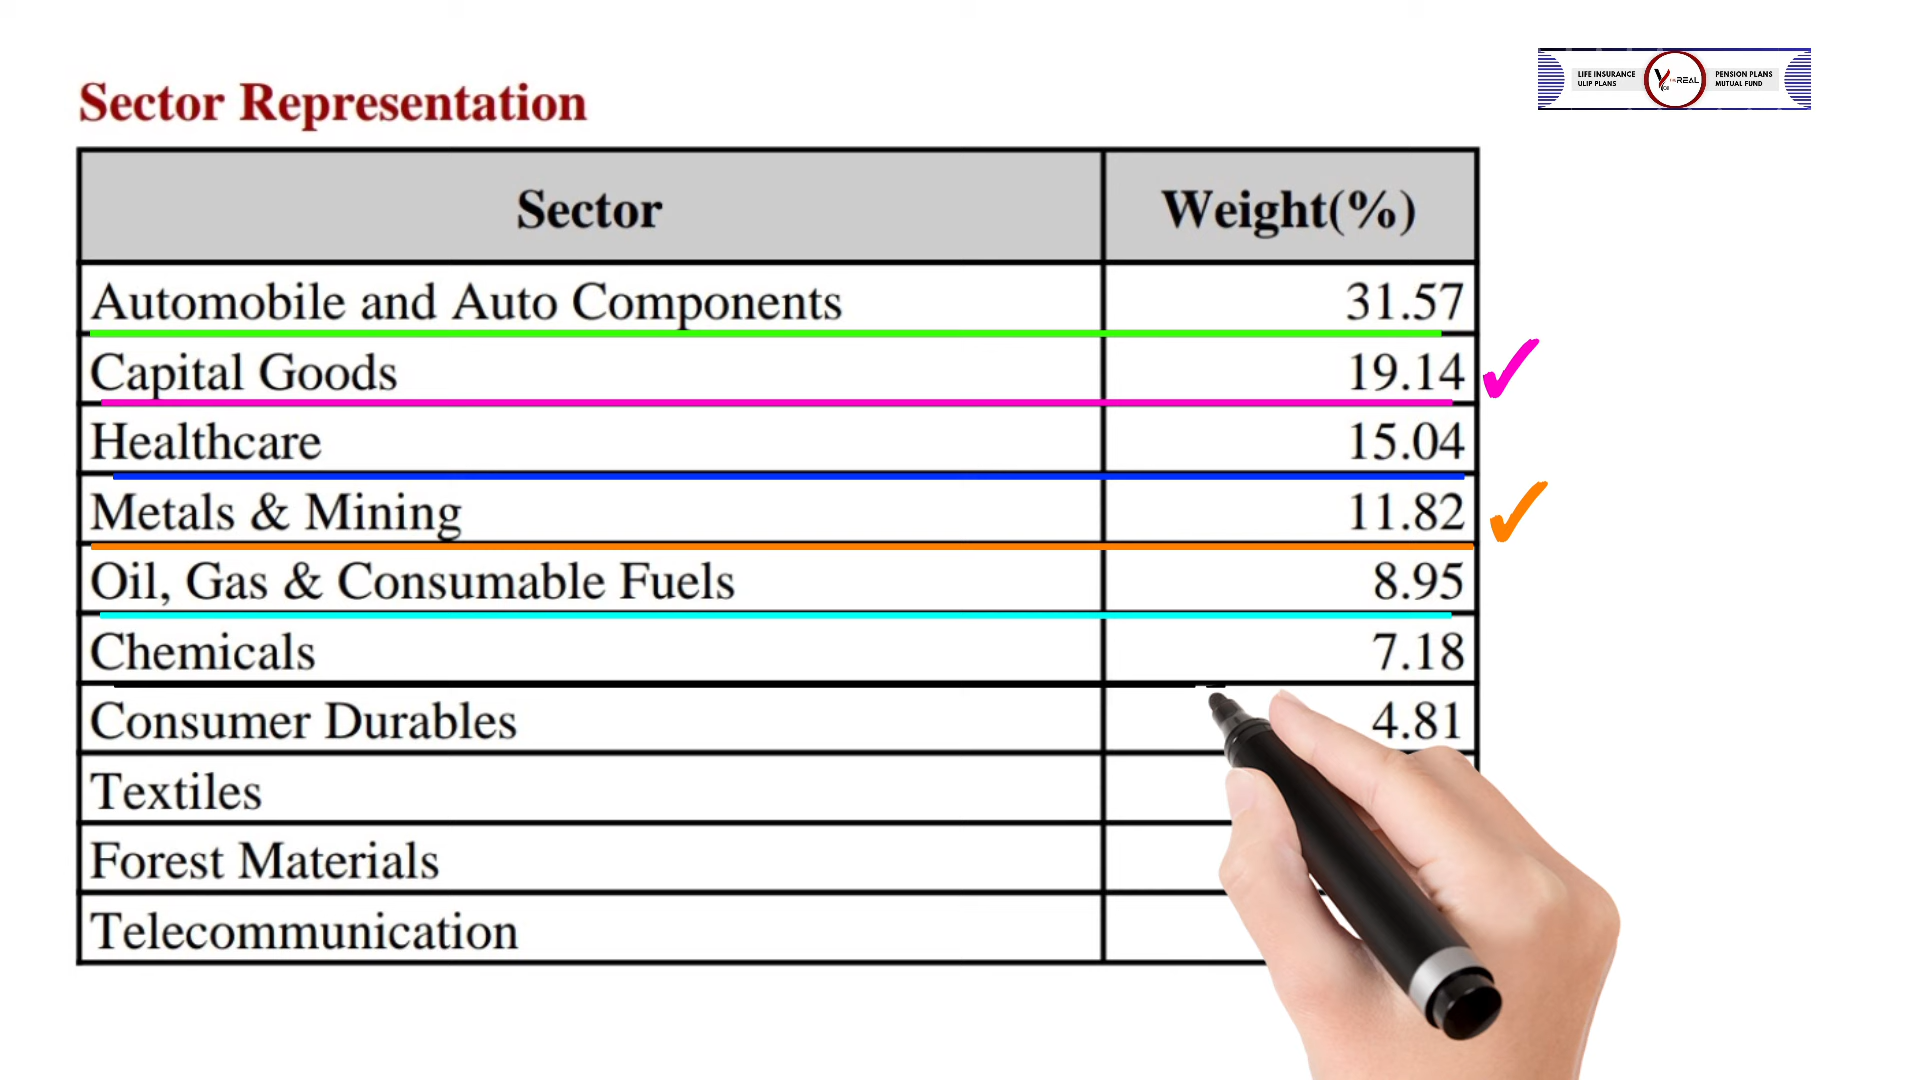 LIFE INSURANCE
ULIP PLANS
REAL
PENSION PLANS
MUTUAL FUND
Sector Representation
Sector Weight(%)
Automobile and Auto Components 31.57
Capital Goods 19.14
Healthcare 15.04
Metals & Mining 11.82
Oil, Gas & Consumable Fuels 8.95
Chemicals 7.18
Consumer Durables 4.81
Textiles
Forest Materials
Telecommunication